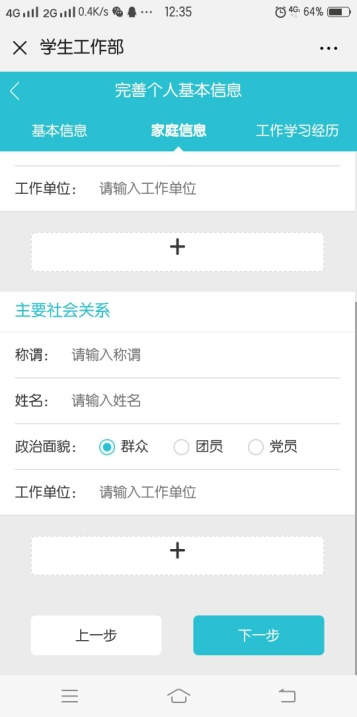 4G 2G 0.4K/s ··· 12:35 4G 64%
× 学生工作部 ···
完善个人基本信息
基本信息 家庭信息 工作学习经历
工作单位： 请输入工作单位
+
主要社会关系
称谓： 请输入称谓
姓名： 请输入姓名
政治面貌： 群众 团员 党员
工作单位： 请输入工作单位
+
上一步 下一步